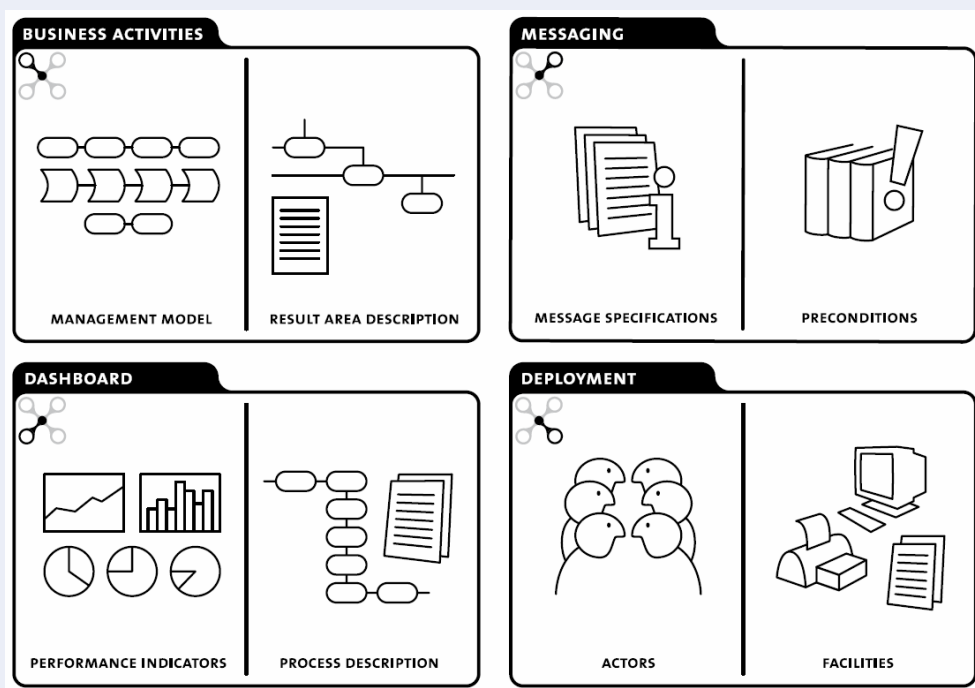 BUSINESS ACTIVITIES
MANAGEMENT MODEL
RESULT AREA DESCRIPTION
MESSAGING
MESSAGE SPECIFICATIONS
PRECONDITIONS
DASHBOARD
PERFORMANCE INDICATORS
PROCESS DESCRIPTION
DEPLOYMENT
ACTORS
FACILITIES